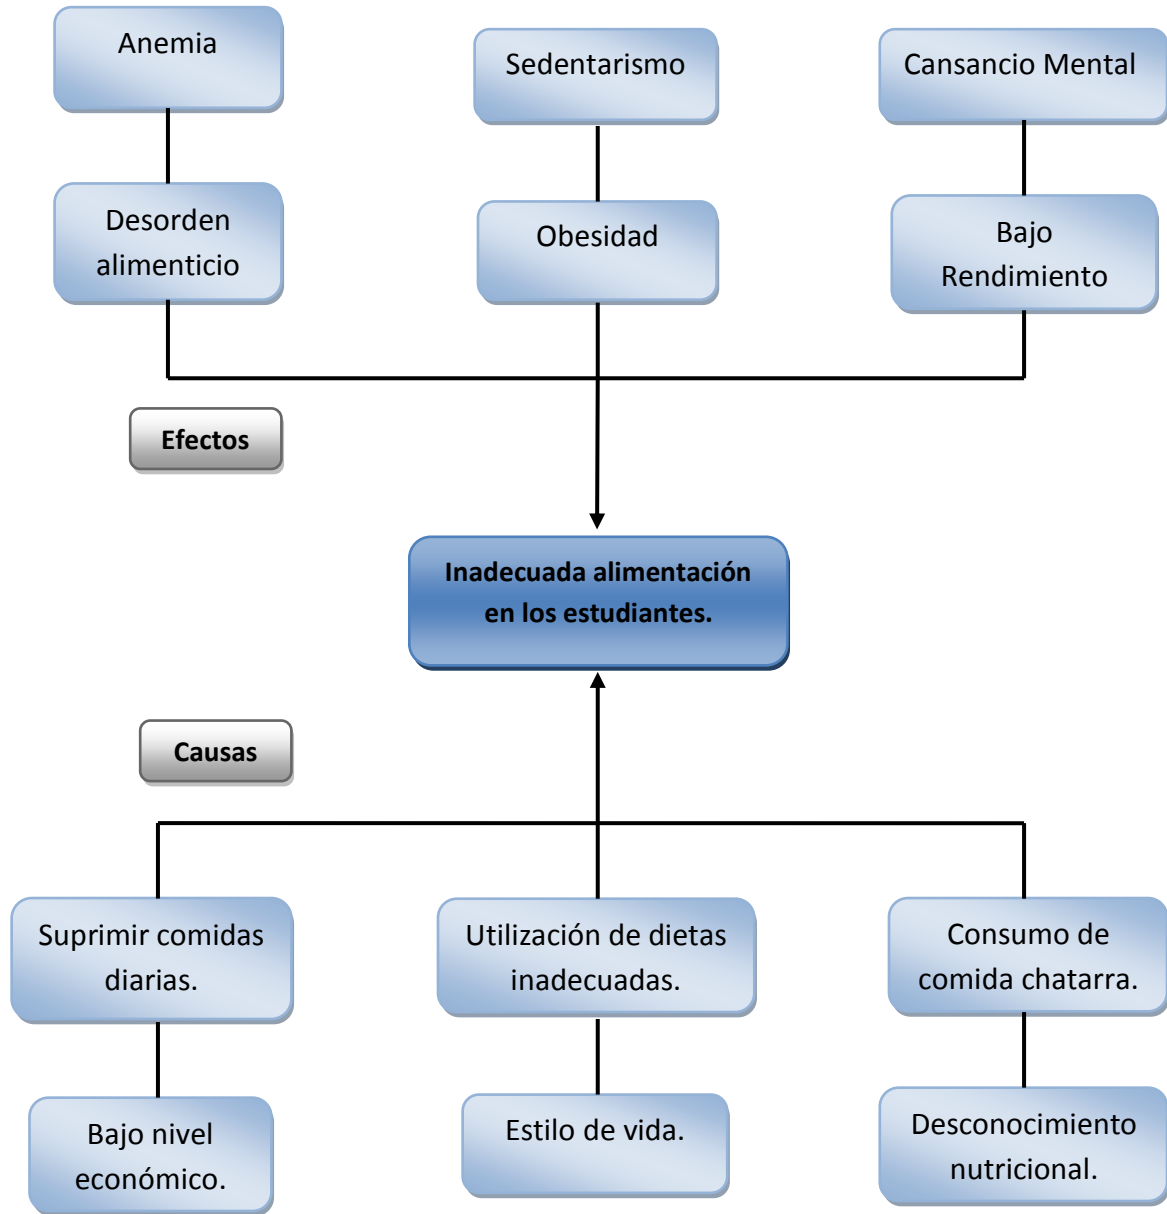 Anemia
Sedentarismo
Cansancio Mental
Desorden
alimenticio
Obesidad
Bajo
Rendimiento
Efectos
Inadecuada alimentación
en los estudiantes.
Causas
Suprimir comidas
diarias.
Utilización de dietas
inadecuadas.
Consumo de
comida chatarra.
Bajo nivel
económico.
Estilo de vida.
Desconocimiento
nutricional.